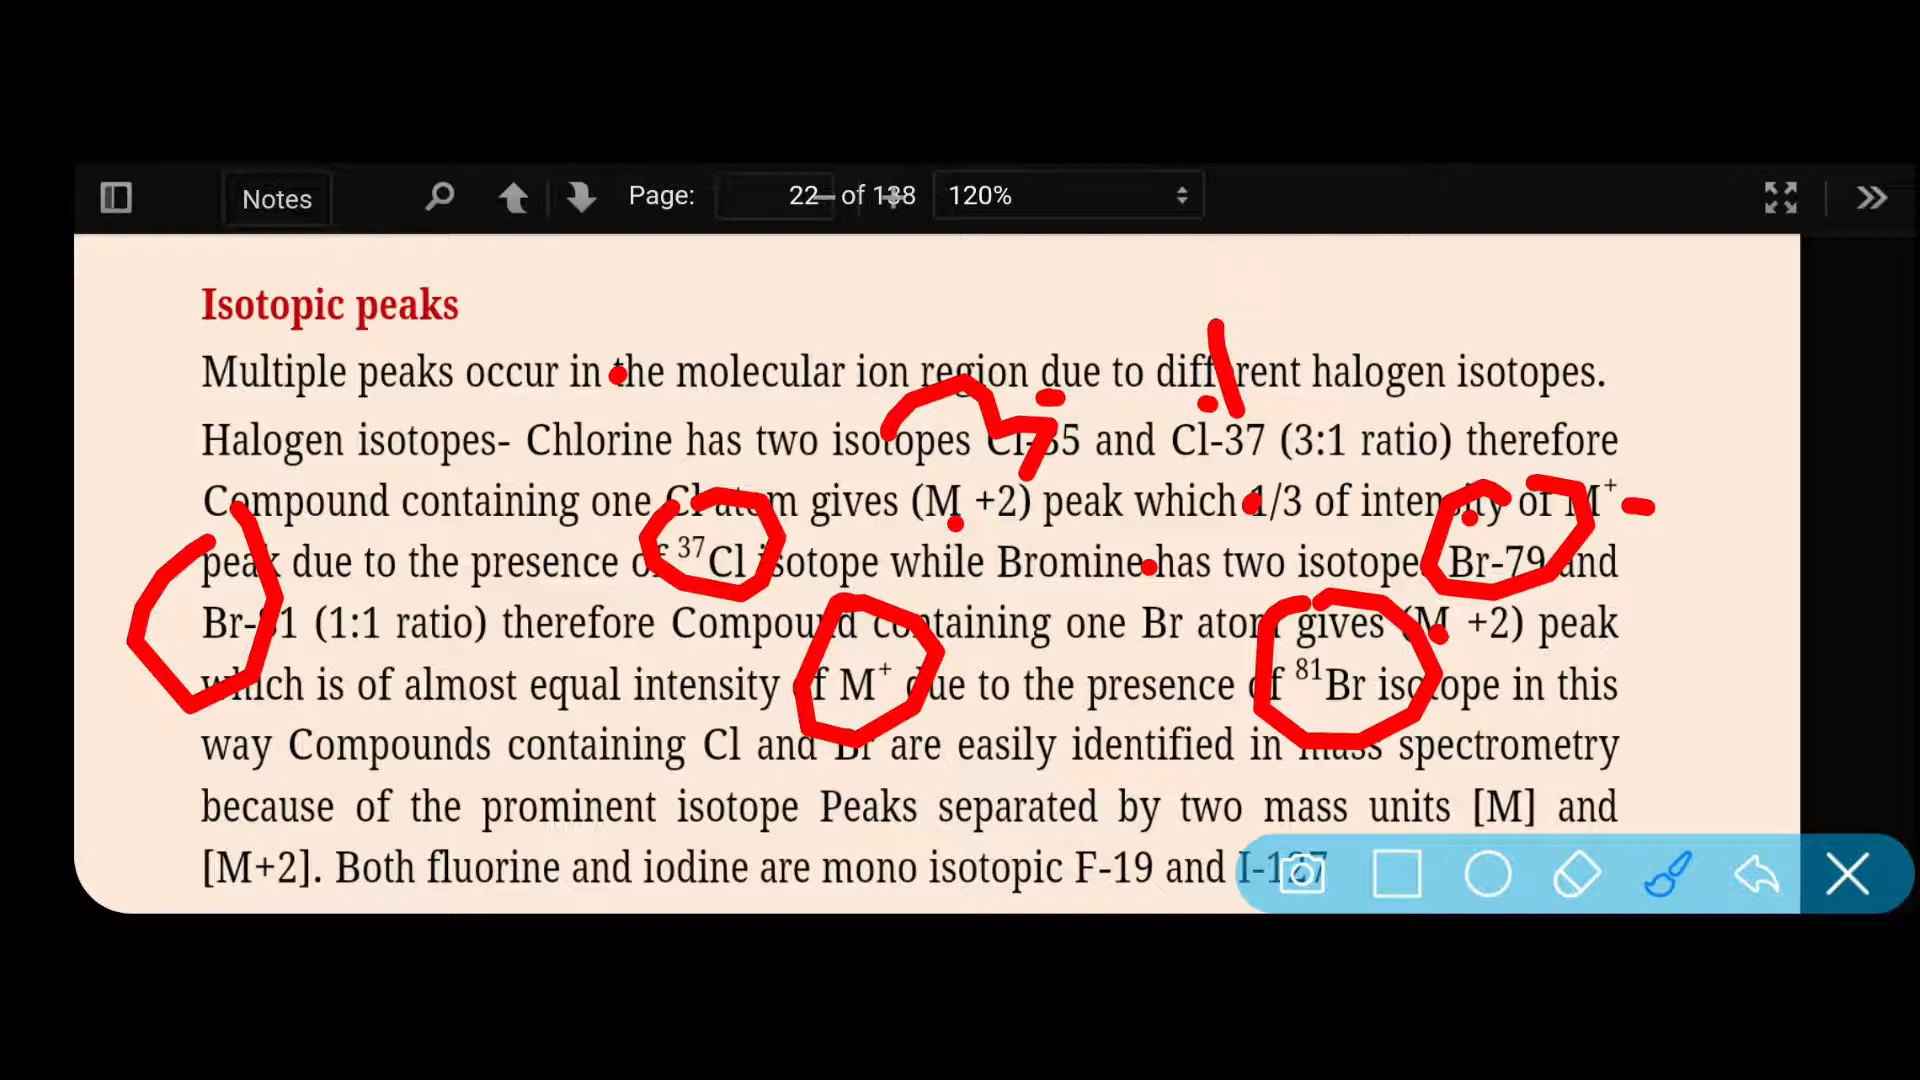 Notes Page: 22 of 138 120%
Isotopic peaks
Multiple peaks occur in the molecular ion region due to different halogen isotopes.
Halogen isotopes- Chlorine has two isotopes Cl-35 and Cl-37 (3:1 ratio) therefore
Compound containing one Cl atom gives (M +2) peak which 1/3 of intensity of M⁺
peak due to the presence of ³⁷Cl isotope while Bromine has two isotopes Br-79 and
Br-81 (1:1 ratio) therefore Compound containing one Br atom gives (M +2) peak
which is of almost equal intensity of M⁺ due to the presence of ⁸¹Br isotope in this
way Compounds containing Cl and Br are easily identified in mass spectrometry
because of the prominent isotope Peaks separated by two mass units [M] and
[M+2]. Both fluorine and iodine are mono isotopic F-19 and I-127